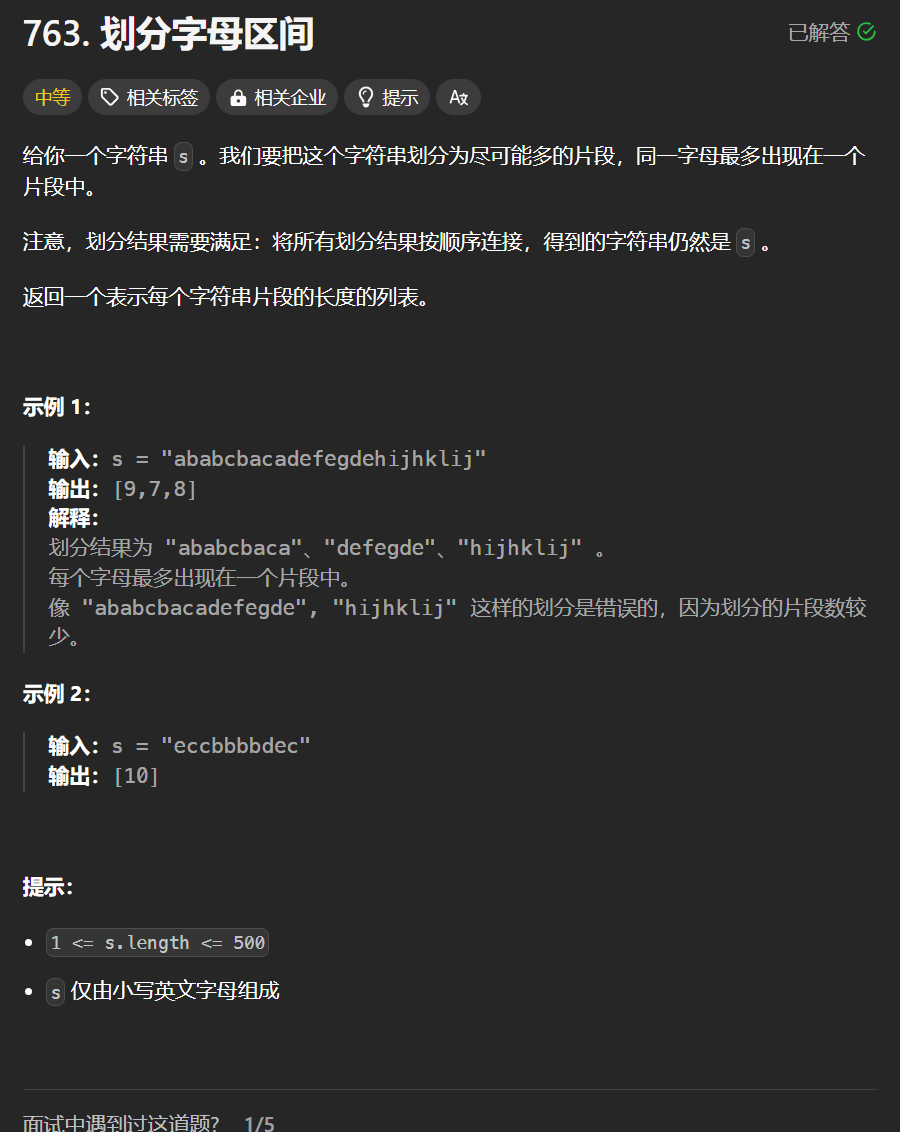 763. 划分字母区间
已解答
中等 相关标签 相关企业 提示
给你一个字符串 s 。我们要把这个字符串划分为尽可能多的片段，同一字母最多出现在一个
片段中。
注意，划分结果需要满足：将所有划分结果按顺序连接，得到的字符串仍然是 s 。
返回一个表示每个字符串片段的长度的列表。
示例 1：
输入：s = "ababcbacadefegdehijhklij"
输出：[9,7,8]
解释：
划分结果为 "ababcbaca"、"defegde"、"hijhklij" 。
每个字母最多出现在一个片段中。
像 "ababcbacadefegde", "hijhklij" 这样的划分是错误的，因为划分的片段数较
少。
示例 2：
输入：s = "eccbbbbdec"
输出：[10]
提示：
1 <= s.length <= 500
s 仅由小写英文字母组成
面试中遇到过这道题? 1/5